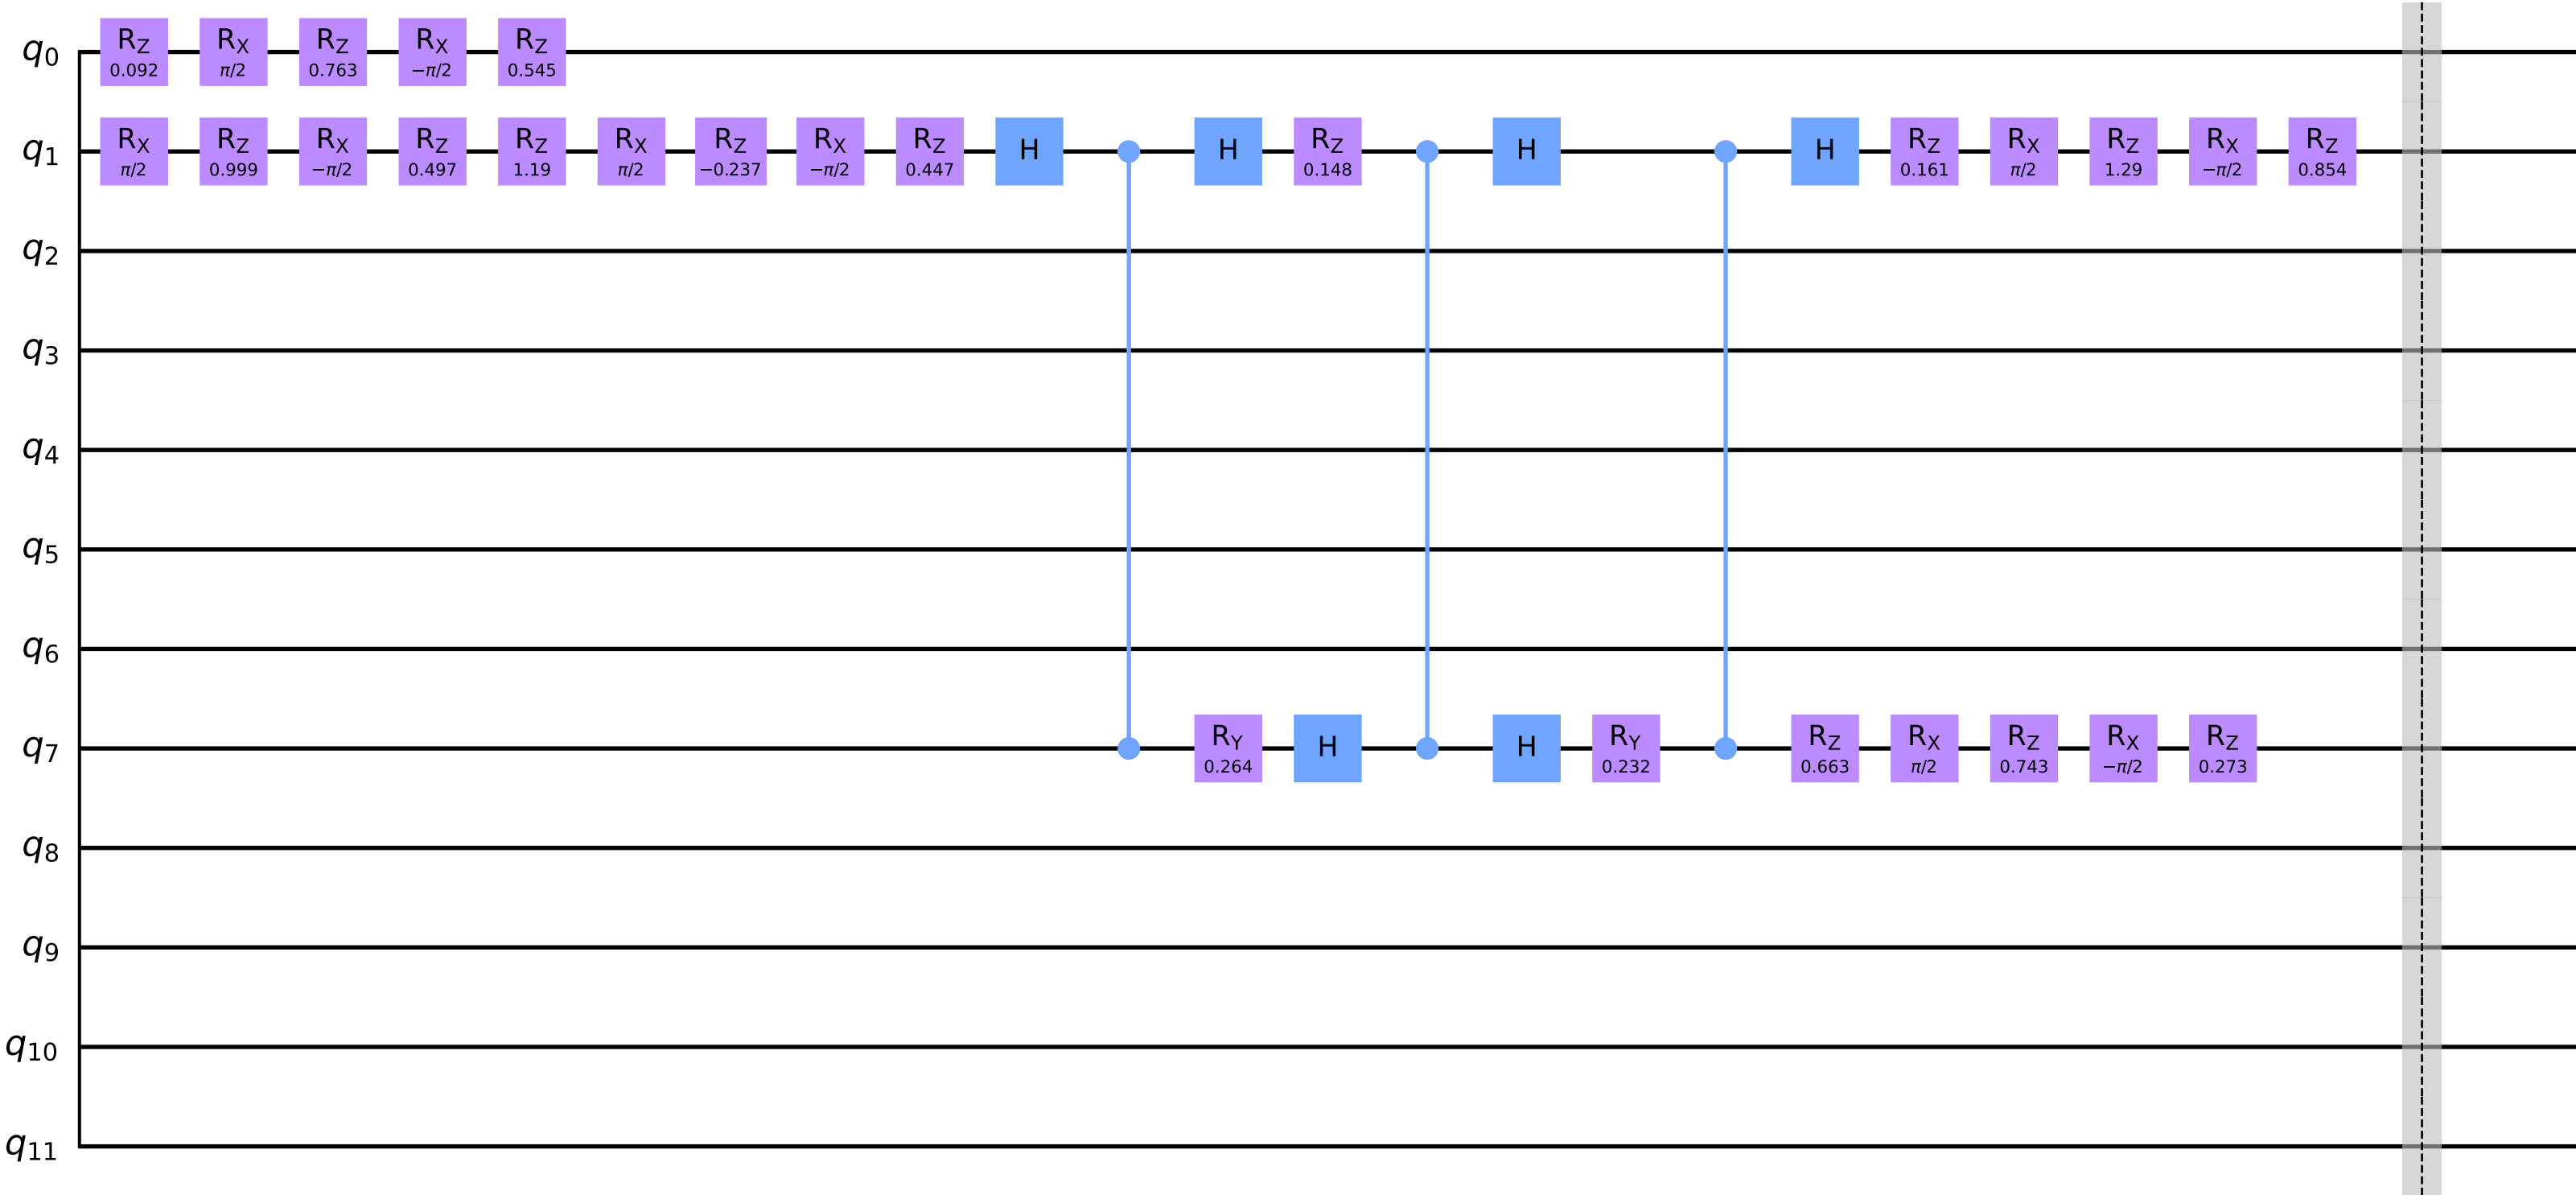 q0 RZ 0.092 RX π/2 RZ 0.763 RX −π/2 RZ 0.545
q1 RX π/2 RZ 0.999 RX −π/2 RZ 0.497 RZ 1.19 RX π/2 RZ −0.237 RX −π/2 RZ 0.447 H H RZ 0.148 H H RZ 0.161 RX π/2 RZ 1.29 RX −π/2 RZ 0.854
q2
q3
q4
q5
q6
q7 RY 0.264 H H RY 0.232 RZ 0.663 RX π/2 RZ 0.743 RX −π/2 RZ 0.273
q8
q9
q10
q11